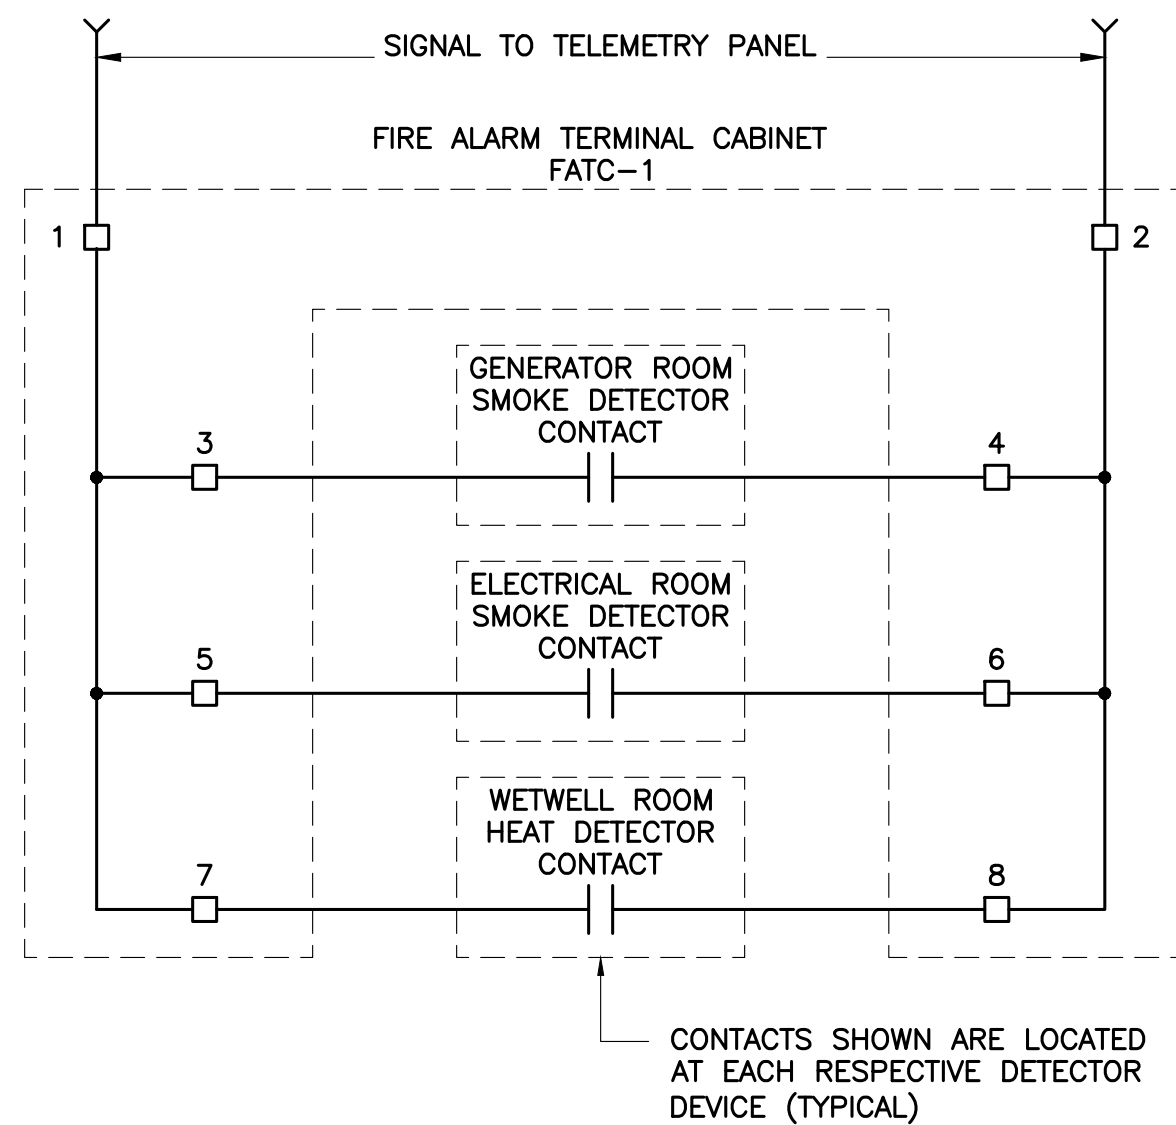 SIGNAL TO TELEMETRY PANEL
FIRE ALARM TERMINAL CABINET
FATC-1
1
2
GENERATOR ROOM
SMOKE DETECTOR
CONTACT
3
4
ELECTRICAL ROOM
SMOKE DETECTOR
CONTACT
5
6
WETWELL ROOM
HEAT DETECTOR
CONTACT
7
8
CONTACTS SHOWN ARE LOCATED
AT EACH RESPECTIVE DETECTOR
DEVICE (TYPICAL)